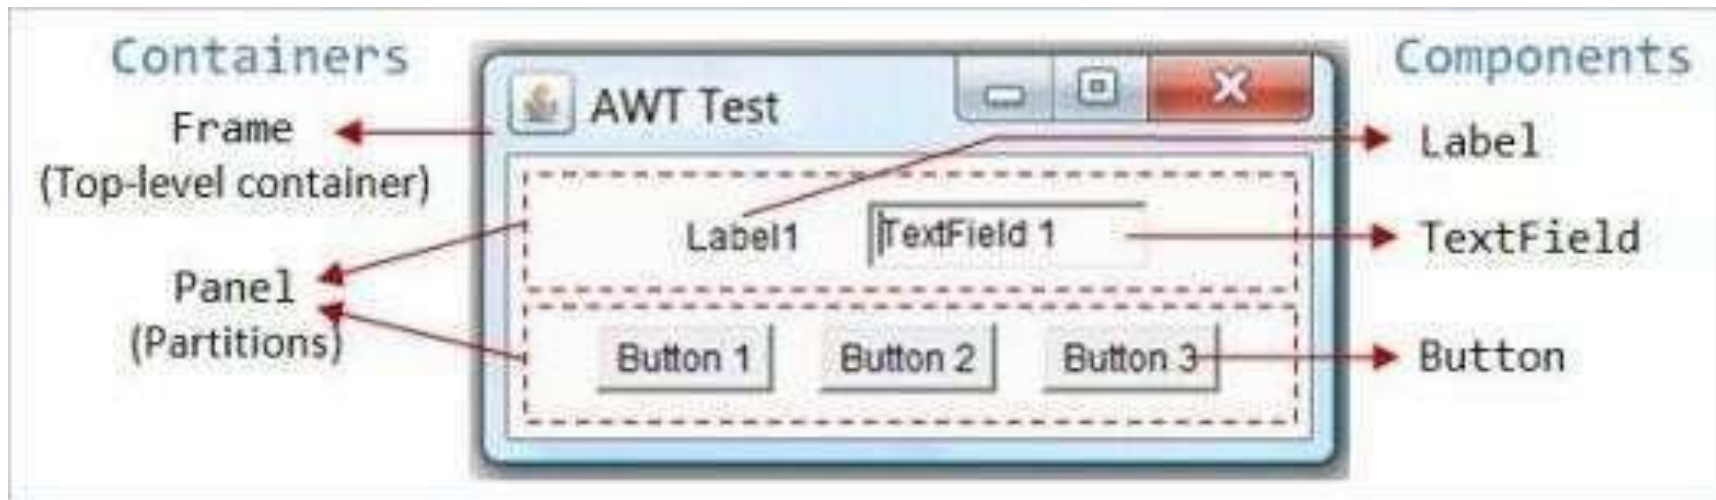 Containers
Frame
(Top-level container)
Panel
(Partitions)
AWT Test
Label1
TextField 1
Button 1
Button 2
Button 3
Components
Label
TextField
Button